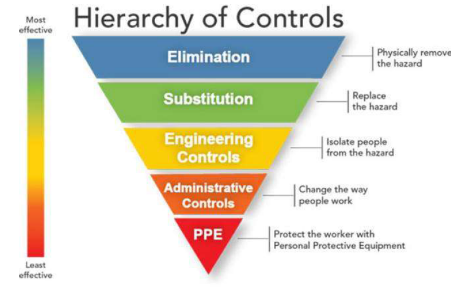 Hierarchy of Controls
Most
effective
Elimination
Physically remove
the hazard
Substitution
Replace
the hazard
Engineering
Controls
Isolate people
from the hazard
Administrative
Controls
Change the way
people work
PPE
Protect the worker with
Personal Protective Equipment
Least
effective